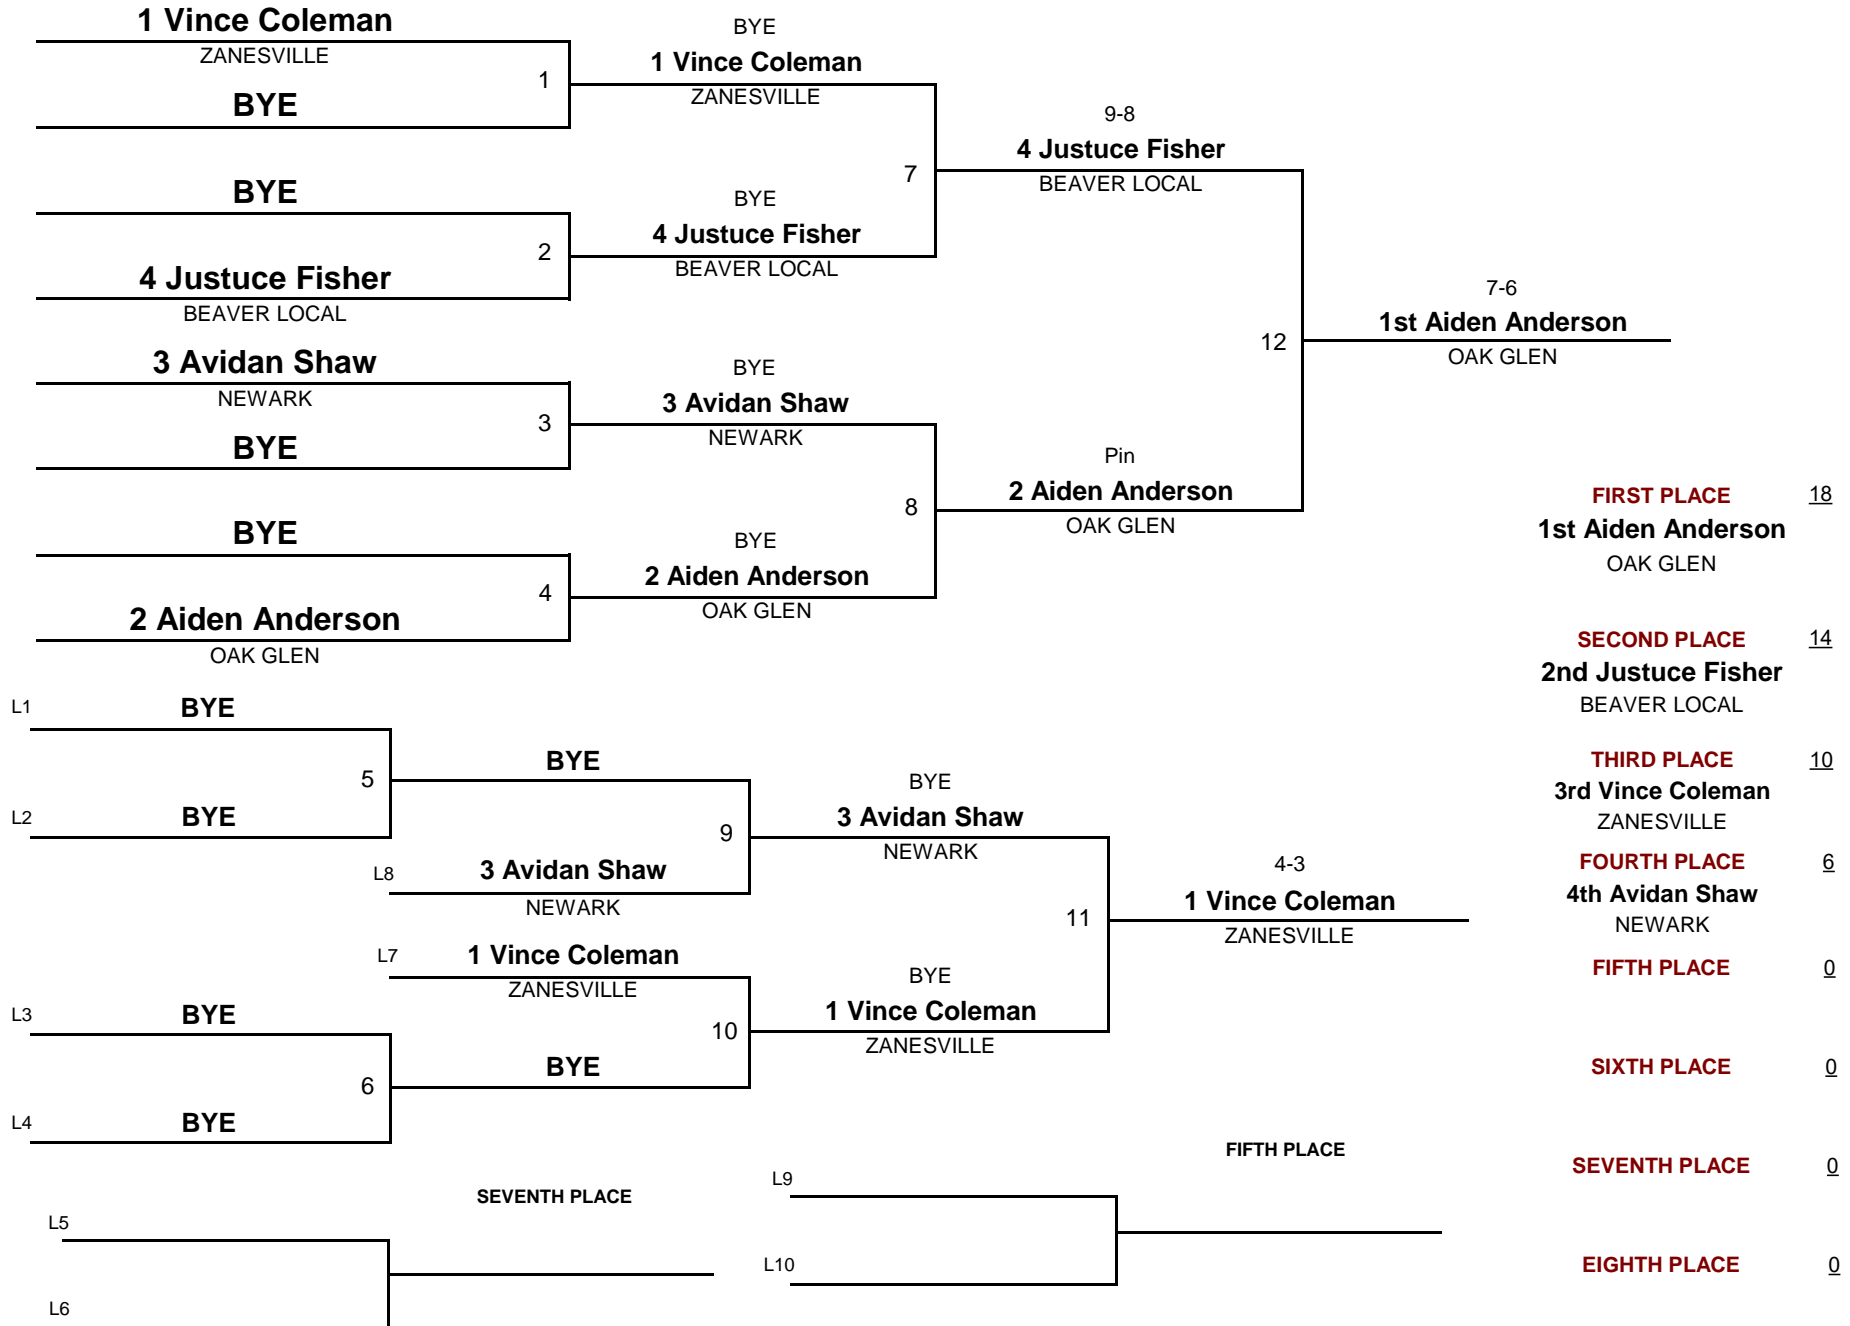 1 Vince Coleman
ZANESVILLE
1
BYE
BYE
1 Vince Coleman
ZANESVILLE
7
9-8
4 Justuce Fisher
BEAVER LOCAL
BYE
2
4 Justuce Fisher
BEAVER LOCAL
BYE
4 Justuce Fisher
BEAVER LOCAL
12
7-6
1st Aiden Anderson
OAK GLEN
3 Avidan Shaw
NEWARK
3
BYE
BYE
3 Avidan Shaw
NEWARK
8
Pin
2 Aiden Anderson
OAK GLEN
BYE
4
2 Aiden Anderson
OAK GLEN
BYE
2 Aiden Anderson
OAK GLEN
FIRST PLACE 18
1st Aiden Anderson
OAK GLEN
SECOND PLACE 14
2nd Justuce Fisher
BEAVER LOCAL
THIRD PLACE 10
3rd Vince Coleman
ZANESVILLE
FOURTH PLACE 6
4th Avidan Shaw
NEWARK
FIFTH PLACE 0
SIXTH PLACE 0
SEVENTH PLACE 0
EIGHTH PLACE 0
L1 BYE
5
L2 BYE
BYE
9
L8 3 Avidan Shaw
NEWARK
BYE
3 Avidan Shaw
NEWARK
11
4-3
1 Vince Coleman
ZANESVILLE
L7 1 Vince Coleman
ZANESVILLE
10
BYE
BYE
1 Vince Coleman
ZANESVILLE
L3 BYE
6
L4 BYE
SEVENTH PLACE
L5
L6
FIFTH PLACE
L9
L10